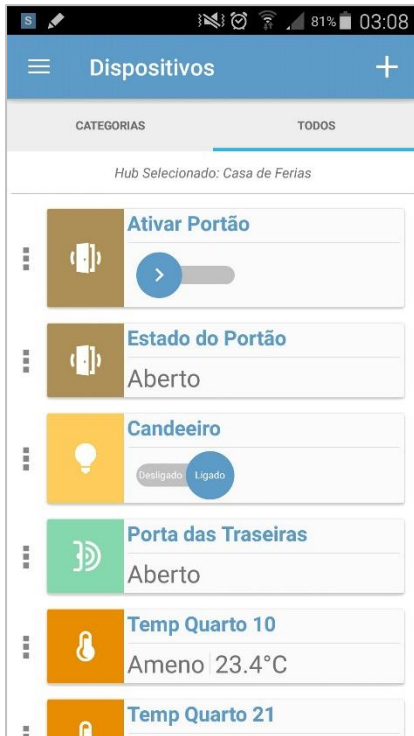 S 81% 03:08
Dispositivos
CATEGORIAS TODOS
Hub Selecionado: Casa de Ferias
Ativar Portão
Estado do Portão
Aberto
Candeeiro
Desligado Ligado
Porta das Traseiras
Aberto
Temp Quarto 10
Ameno 23.4°C
Temp Quarto 21